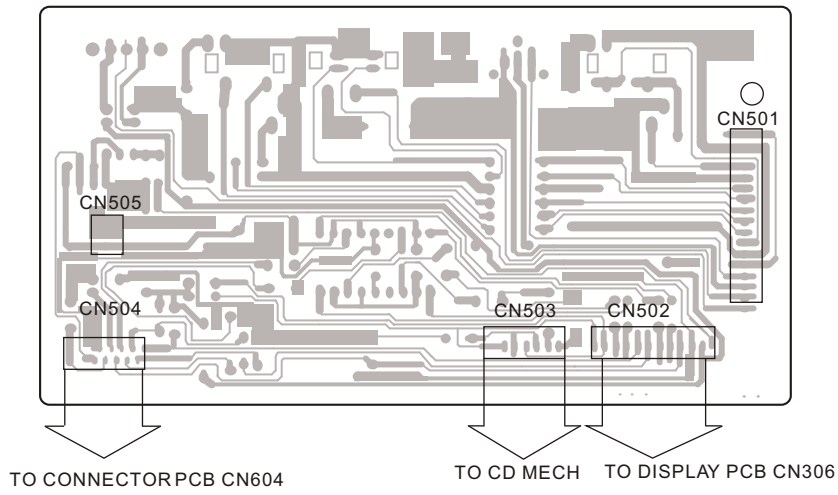 CN501
CN505
CN504
CN503
CN502
TO CONNECTOR PCB CN604
TO CD MECH
TO DISPLAY PCB CN306